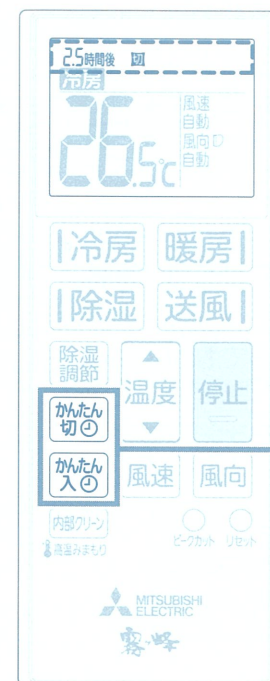 2.5時間後 切
冷房
26.5℃
風速
自動
風向
自動
冷房
暖房
除湿
送風
除湿
調節
温度
停止
かんたん
切
かんたん
入
風速
風向
内部クリーン
高温みまもり
ピークカット
リセット
MITSUBISHI
ELECTRIC
霧ヶ峰